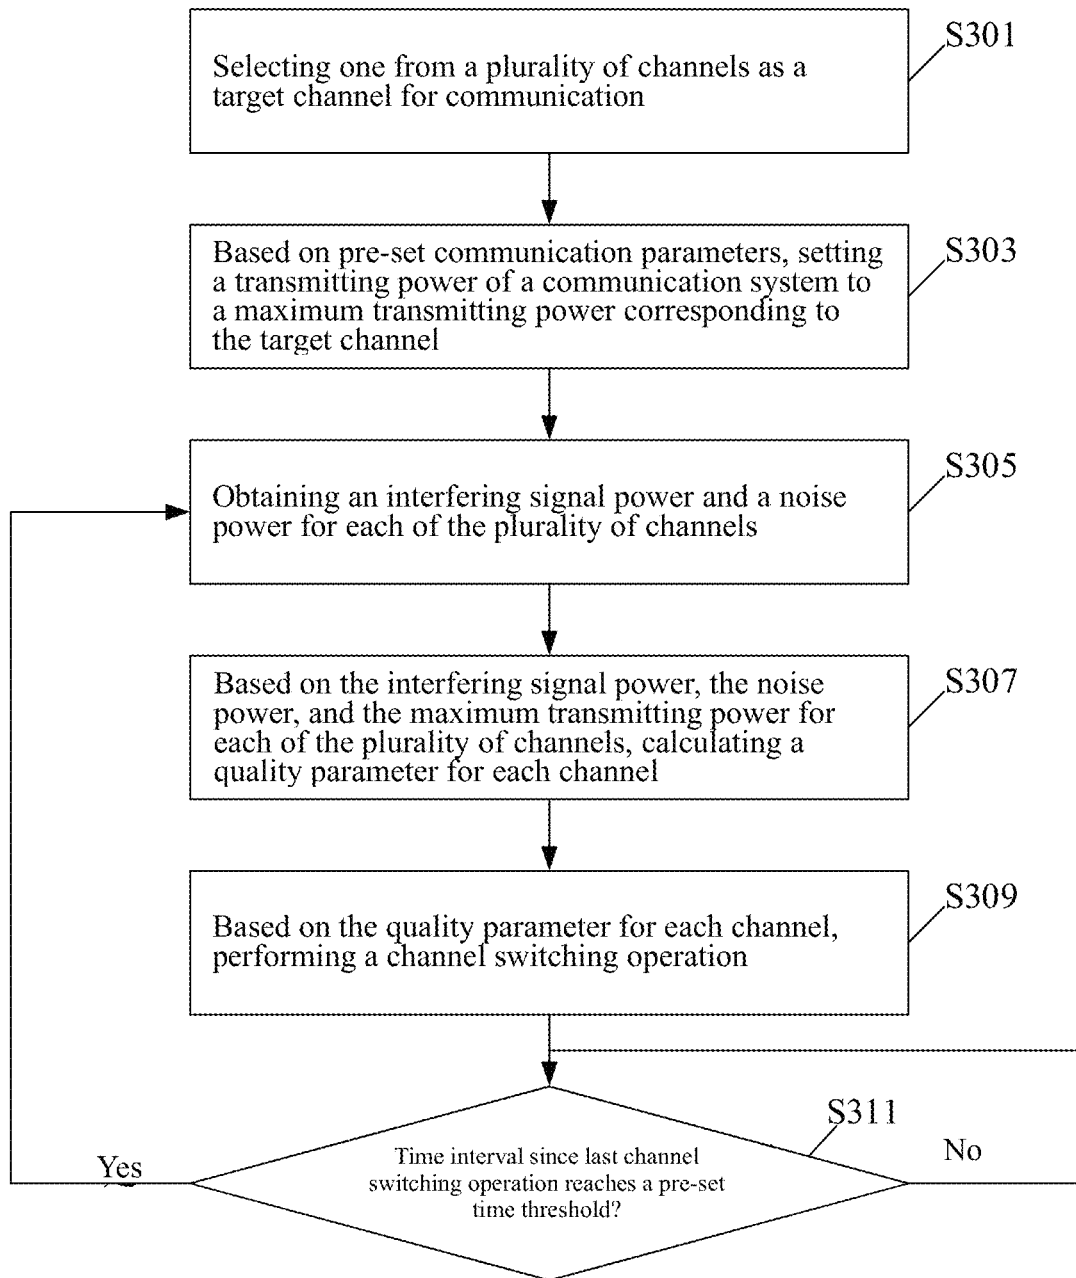 S301
Selecting one from a plurality of channels as a
target channel for communication
S303
Based on pre-set communication parameters, setting
a transmitting power of a communication system to
a maximum transmitting power corresponding to
the target channel
S305
Obtaining an interfering signal power and a noise
power for each of the plurality of channels
S307
Based on the interfering signal power, the noise
power, and the maximum transmitting power for
each of the plurality of channels, calculating a
quality parameter for each channel
S309
Based on the quality parameter for each channel,
performing a channel switching operation
S311
Yes
Time interval since last channel
switching operation reaches a pre-set
time threshold?
No